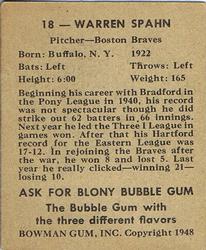 18 — WARREN SPAHN
Pitcher—Boston Braves
Born: Buffalo, N. Y. 1922
Bats: Left Throws: Left
Height: 6:00 Weight: 165
Beginning his career with Bradford in
the Pony League in 1940, his record
was not spectacular though he did
strike out 62 batters in 66 innings.
Next year he led the Three I League in
games won. After that his Hartford
record for the Eastern League was
17-12. In rejoining the Braves after
the war, he won 8 and lost 5. Last
year he really clicked—winning 21—
losing 10.
ASK FOR BLONY BUBBLE GUM
The Bubble Gum with
the three different flavors
BOWMAN GUM, INC. Copyright 1948